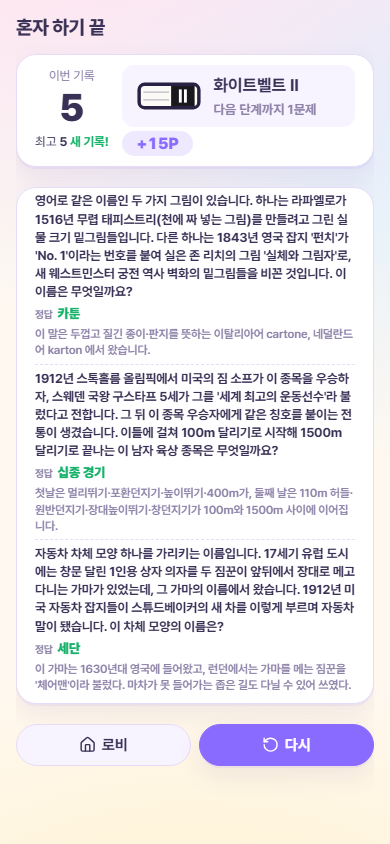 혼자 하기 끝
이번 기록
5
최고 5 새 기록!
화이트벨트 II
다음 단계까지 1문제
+15P
영어로 같은 이름인 두 가지 그림이 있습니다. 하나는 라파엘로가
1516년 무렵 태피스트리(천에 짜 넣는 그림)를 만들려고 그린 실
물 크기 밑그림들입니다. 다른 하나는 1843년 영국 잡지 '펀치'가
'No. 1'이라는 번호를 붙여 실은 존 리치의 그림 '실체와 그림자'로,
새 웨스트민스터 궁전 역사 벽화의 밑그림들을 비꼰 것입니다. 이
이름은 무엇일까요?
정답 카툰
이 말은 두껍고 질긴 종이·판지를 뜻하는 이탈리아어 cartone, 네덜란드
어 karton 에서 왔습니다.
1912년 스톡홀름 올림픽에서 미국의 짐 소프가 이 종목을 우승하
자, 스웨덴 국왕 구스타프 5세가 그를 '세계 최고의 운동선수'라 불
렀다고 전합니다. 그 뒤 이 종목 우승자에게 같은 칭호를 붙이는 전
통이 생겼습니다. 이틀에 걸쳐 100m 달리기로 시작해 1500m
달리기로 끝나는 이 남자 육상 종목은 무엇일까요?
정답 십종 경기
첫날은 멀리뛰기·포환던지기·높이뛰기·400m가, 둘째 날은 110m 허들·
원반던지기·장대높이뛰기·창던지기가 100m와 1500m 사이에 이어집
니다.
자동차 차체 모양 하나를 가리키는 이름입니다. 17세기 유럽 도시
에는 창문 달린 1인용 상자 의자를 두 짐꾼이 앞뒤에서 장대로 메고
다니는 가마가 있었는데, 그 가마의 이름에서 왔습니다. 1912년 미
국 자동차 잡지들이 스튜드베이커의 새 차를 이렇게 부르며 자동차
말이 됐습니다. 이 차체 모양의 이름은?
정답 세단
이 가마는 1630년대 영국에 들어왔고, 런던에서는 가마를 메는 짐꾼을
'체어맨'이라 불렀다. 마차가 못 들어가는 좁은 길도 다닐 수 있어 쓰였다.
로비
다시